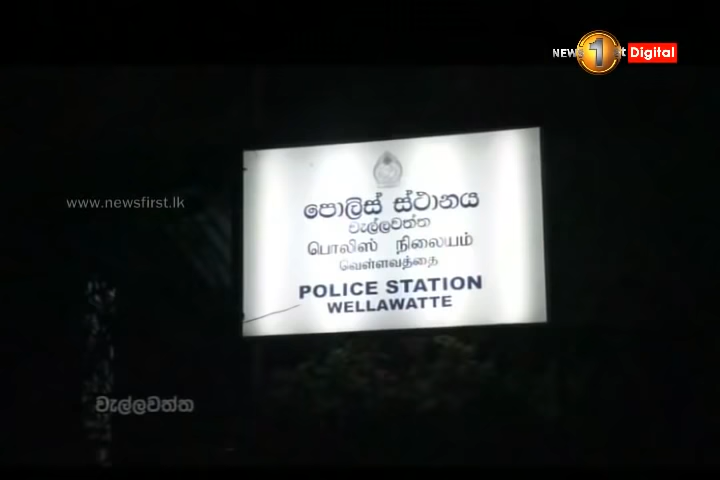 NEWS 1st Digital
www.newsfirst.lk
පොලිස් ස්ථානය
වැල්ලවත්ත
பொலிஸ் நிலையம்
வெள்ளவத்தை
POLICE STATION
WELLAWATTE
වැල්ලවත්ත